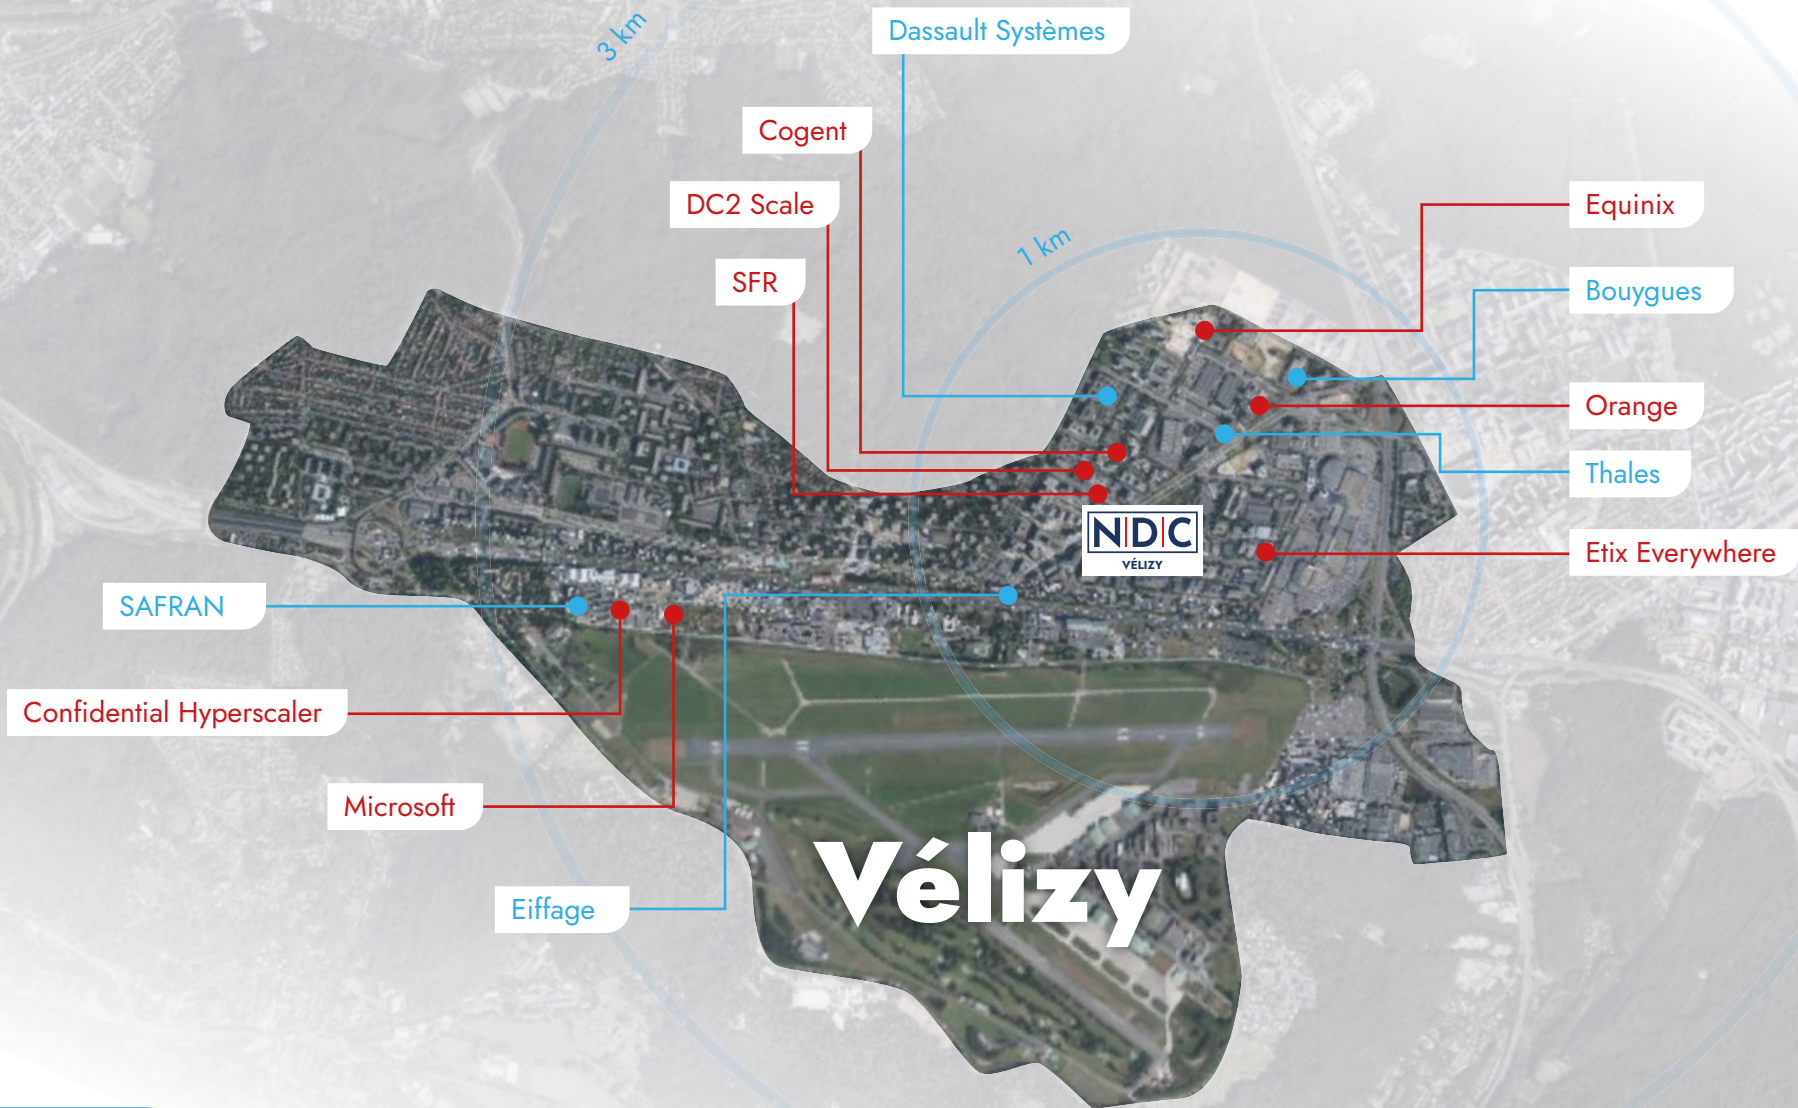 3 km
Dassault Systèmes
Cogent
DC2 Scale
Equinix
1 km
SFR
Bouygues
Orange
Thales
N|D|C
VÉLIZY
Etix Everywhere
SAFRAN
Confidential Hyperscaler
Microsoft
Vélizy
Eiffage